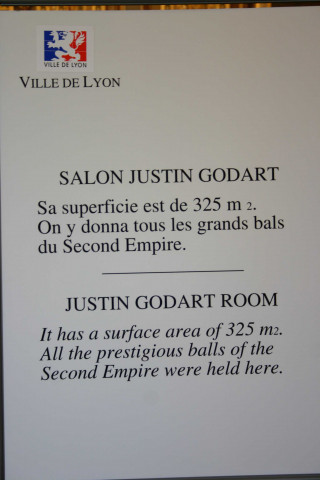 VILLE DE LYON
VILLE DE LYON
SALON JUSTIN GODART
Sa superficie est de 325 m 2.
On y donna tous les grands bals
du Second Empire.
JUSTIN GODART ROOM
It has a surface area of 325 m2.
All the prestigious balls of the
Second Empire were held here.